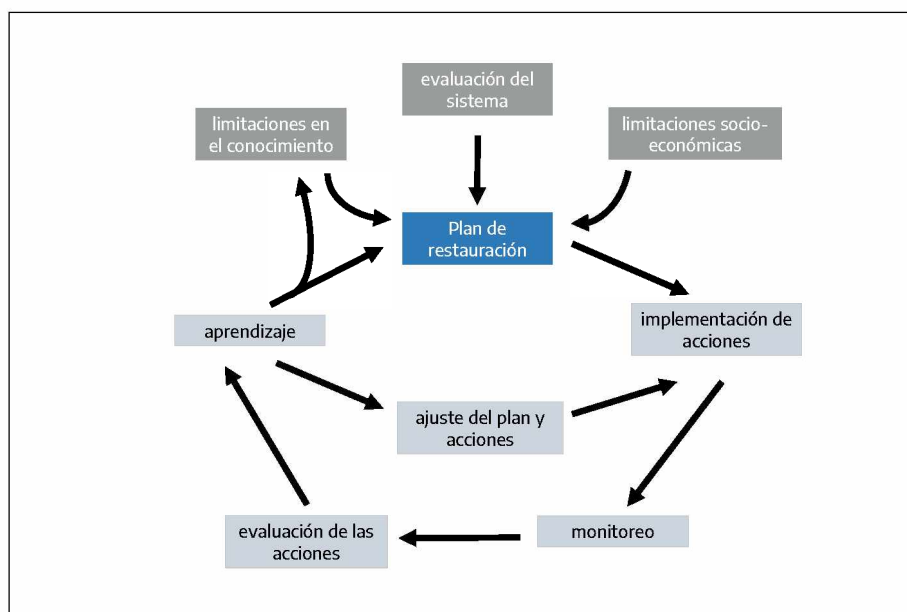 evaluación del
sistema
limitaciones en
el conocimiento
limitaciones socio-
económicas
Plan de
restauración
aprendizaje
implementación de
acciones
ajuste del plan y
acciones
evaluación de las
acciones
monitoreo